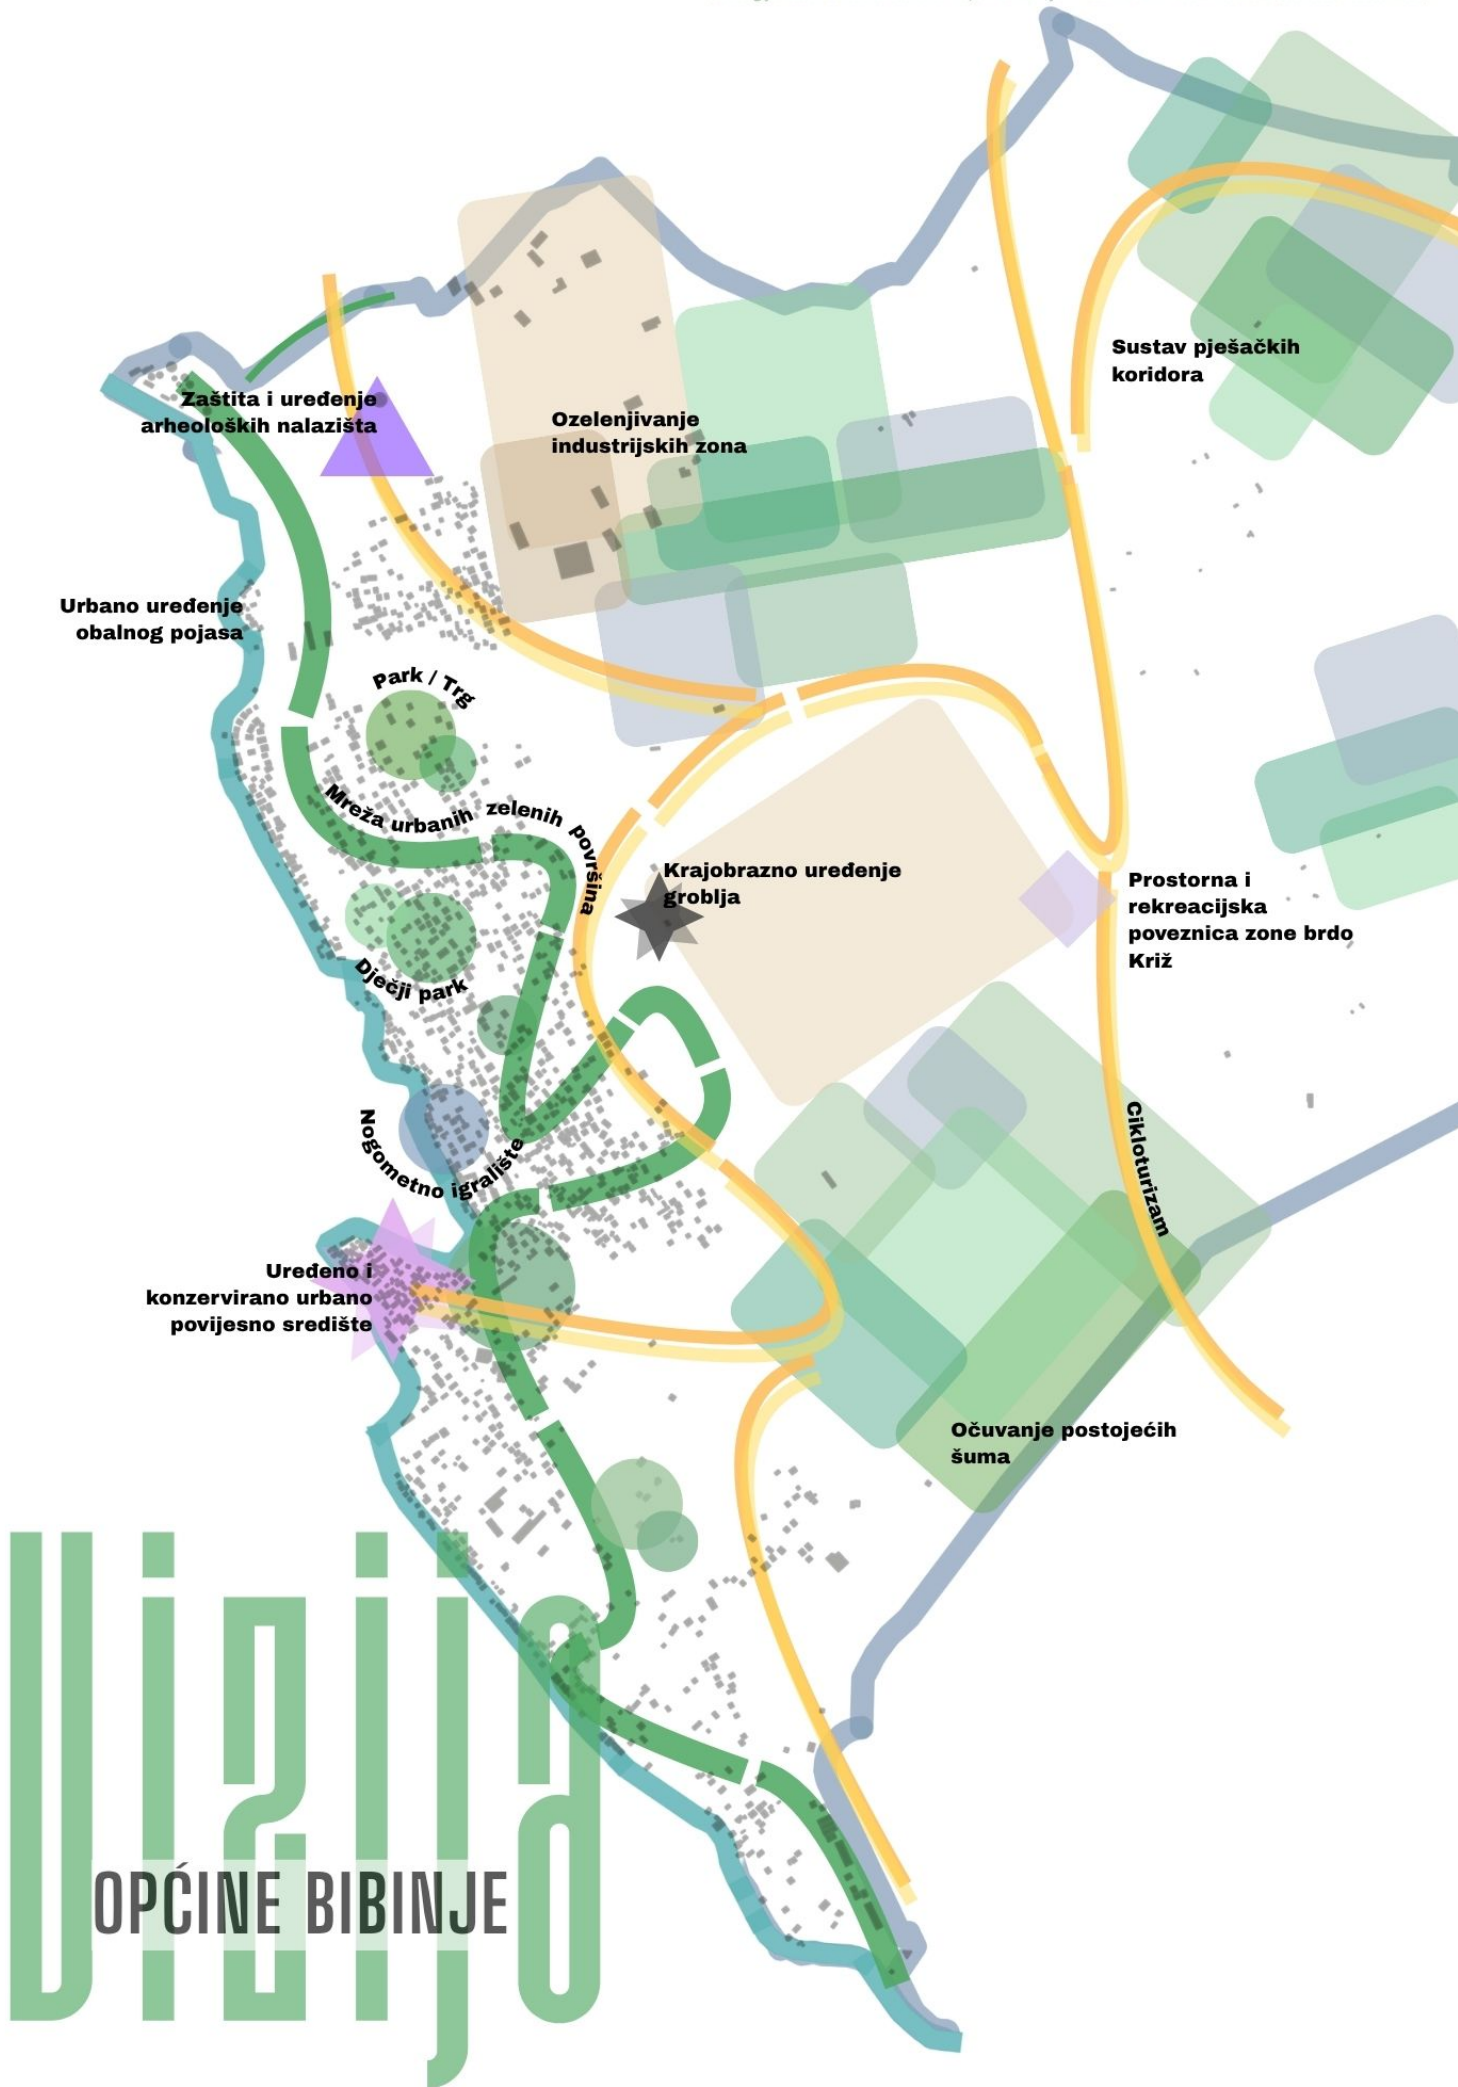 Sustav pješačkih
koridora
Zaštita i uređenje
arheoloških nalazišta
Ozelenjivanje
industrijskih zona
Urbano uređenje
obalnog pojasa
Park / Trg
Mreža urbanih zelenih površina
Krajobrazno uređenje
groblja
Prostorna i
rekreacijska
poveznica zone brdo
Križ
Dječji park
Nogometno igralište
Cikloturizam
Uređeno i
konzervirano urbano
povijesno središte
Očuvanje postojećih
šuma
Vizija
OPĆINE BIBINJE